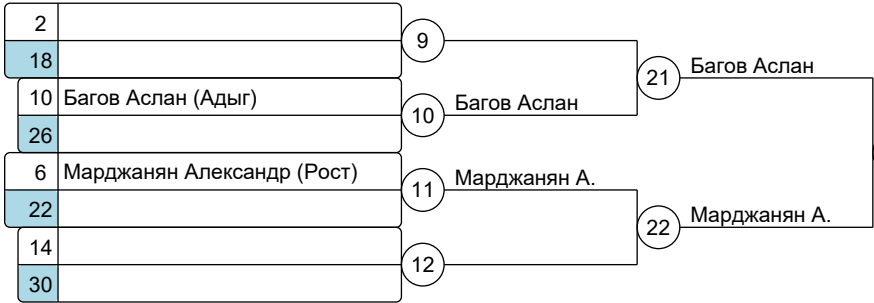 2
9
18
21 Багов Аслан
10 Багов Аслан (Адыг)
10 Багов Аслан
26
6 Марджанян Александр (Рост)
11 Марджанян А.
22
22 Марджанян А.
14
12
30